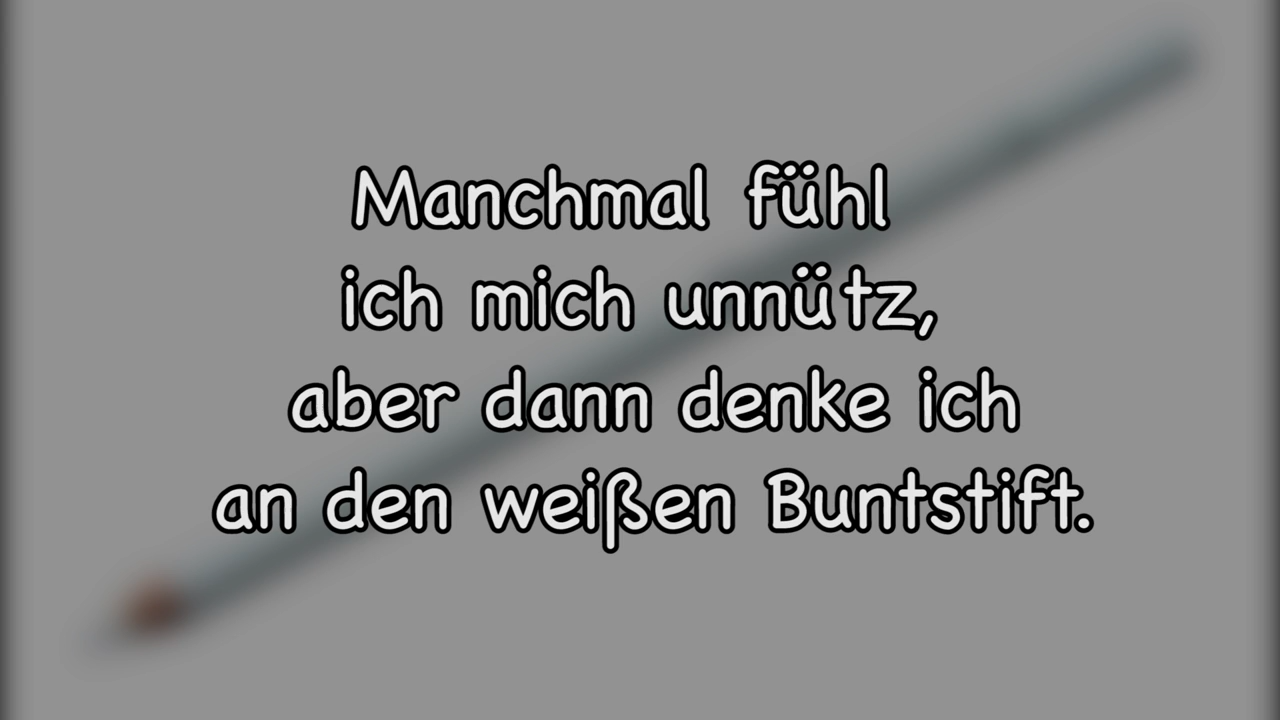 Manchmal fühl
ich mich unnütz,
aber dann denke ich
an den weißen Buntstift.